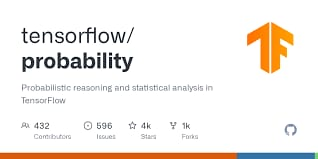 tensorflow/
probability
Probabilistic reasoning and statistical analysis in
TensorFlow
432 596 4k 1k
Contributors Issues Stars Forks